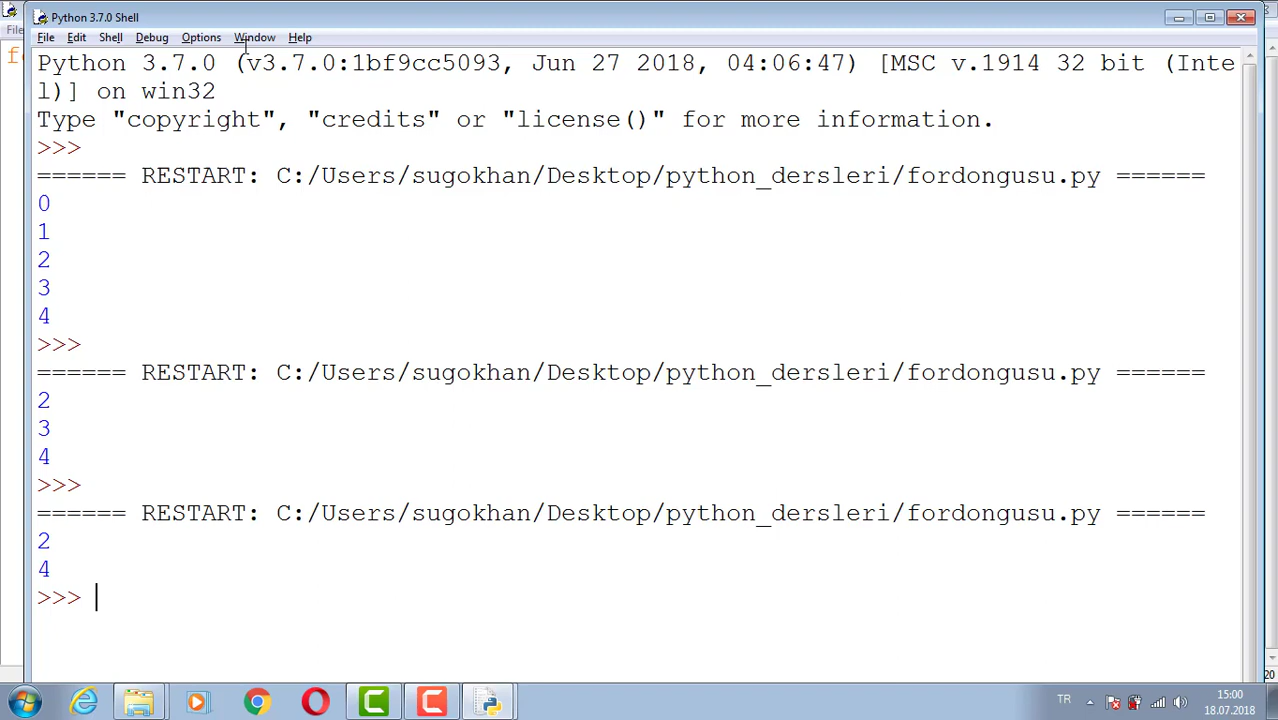 Python 3.7.0 Shell
File Edit Shell Debug Options Window Help
File
Python 3.7.0 (v3.7.0:1bf9cc5093, Jun 27 2018, 04:06:47) [MSC v.1914 32 bit (Inte
l)] on win32
Type "copyright", "credits" or "license()" for more information.
>>>
====== RESTART: C:/Users/sugokhan/Desktop/python_dersleri/fordongusu.py ======
0
1
2
3
4
>>>
====== RESTART: C:/Users/sugokhan/Desktop/python_dersleri/fordongusu.py ======
2
3
4
>>>
====== RESTART: C:/Users/sugokhan/Desktop/python_dersleri/fordongusu.py ======
2
4
>>>
20
TR
15:00
18.07.2018